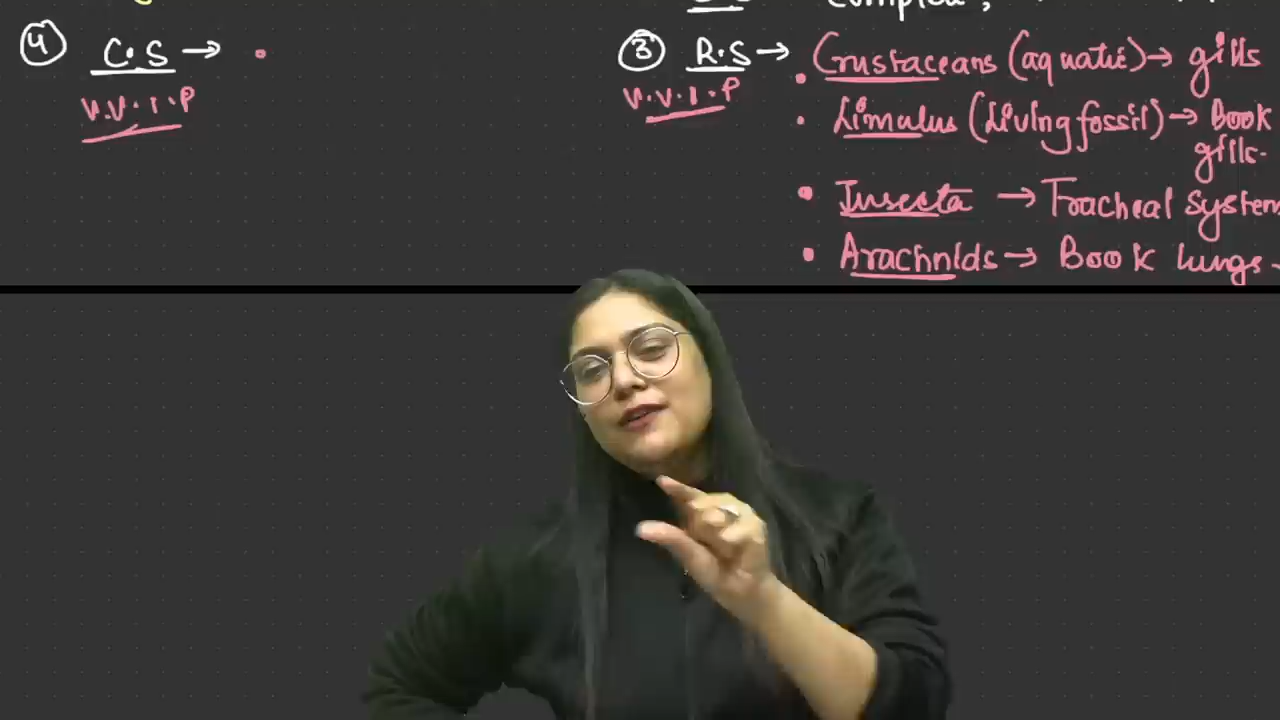 ④ C.S →
V.V.I.P
③ R.S →
V.V.I.P
• Crustaceans (aquatic) → gills
• Limulus (Living fossil) → Book
gills.
• Insecta → Tracheal System
• Arachnids → Book lungs